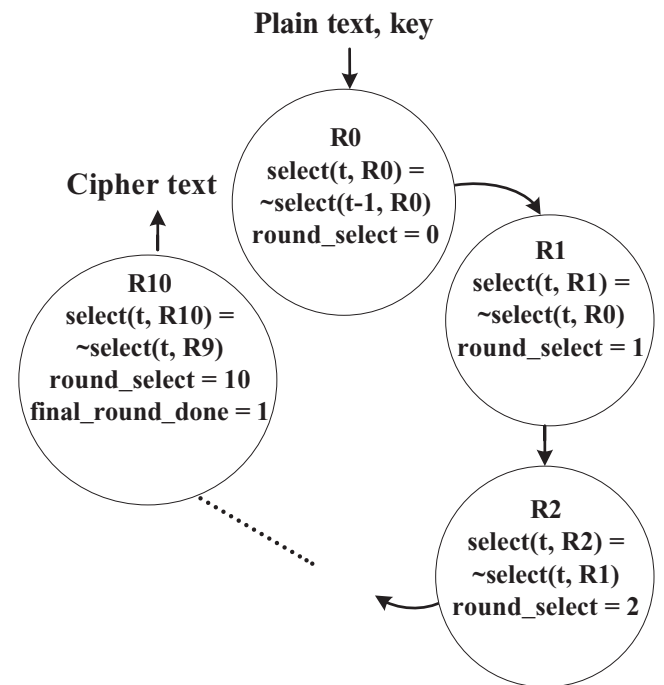 Plain text, key
R0
select(t, R0) =
~select(t-1, R0)
round_select = 0
R1
select(t, R1) =
~select(t, R0)
round_select = 1
R2
select(t, R2) =
~select(t, R1)
round_select = 2
Cipher text
R10
select(t, R10) =
~select(t, R9)
round_select = 10
final_round_done = 1